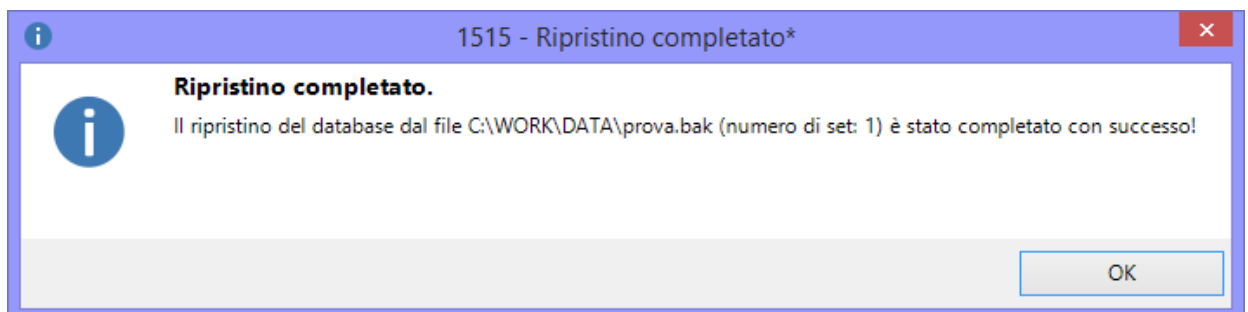 1515 - Ripristino completato*
Ripristino completato.
Il ripristino del database dal file C:\WORK\DATA\prova.bak (numero di set: 1) è stato completato con successo!
OK